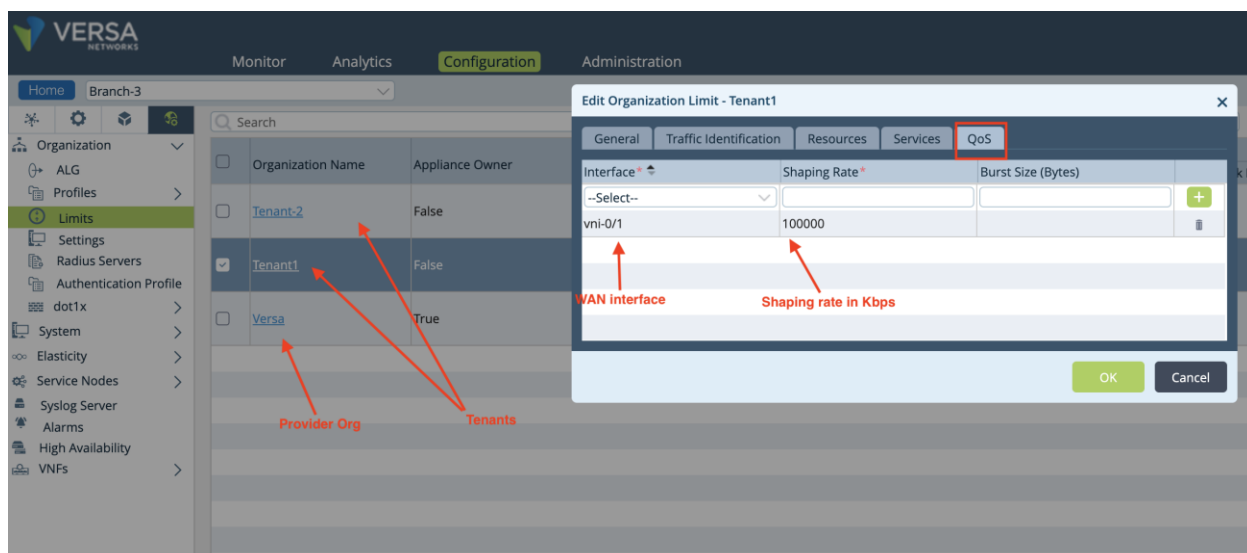 VERSA
NETWORKS
Monitor Analytics Configuration Administration
Home Branch-3
Search
Organization
ALG
Profiles
Limits
Settings
Radius Servers
Authentication Profile
dot1x
System
Elasticity
Service Nodes
Syslog Server
Alarms
High Availability
VNFs
Organization Name Appliance Owner
Tenant-2 False
Tenant1 False
Versa True
Provider Org
Tenants
Edit Organization Limit - Tenant1
General Traffic Identification Resources Services QoS
Interface* Shaping Rate* Burst Size (Bytes)
--Select--
vni-0/1 100000
WAN interface
Shaping rate in Kbps
OK Cancel